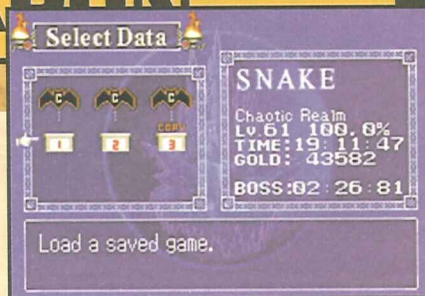 Select Data
C C C
COPY
1 2 3
SNAKE
Chaotic Realm
LV.61 100.0%
TIME:19:11:47
GOLD: 43582
BOSS:02:26:81
Load a saved game.